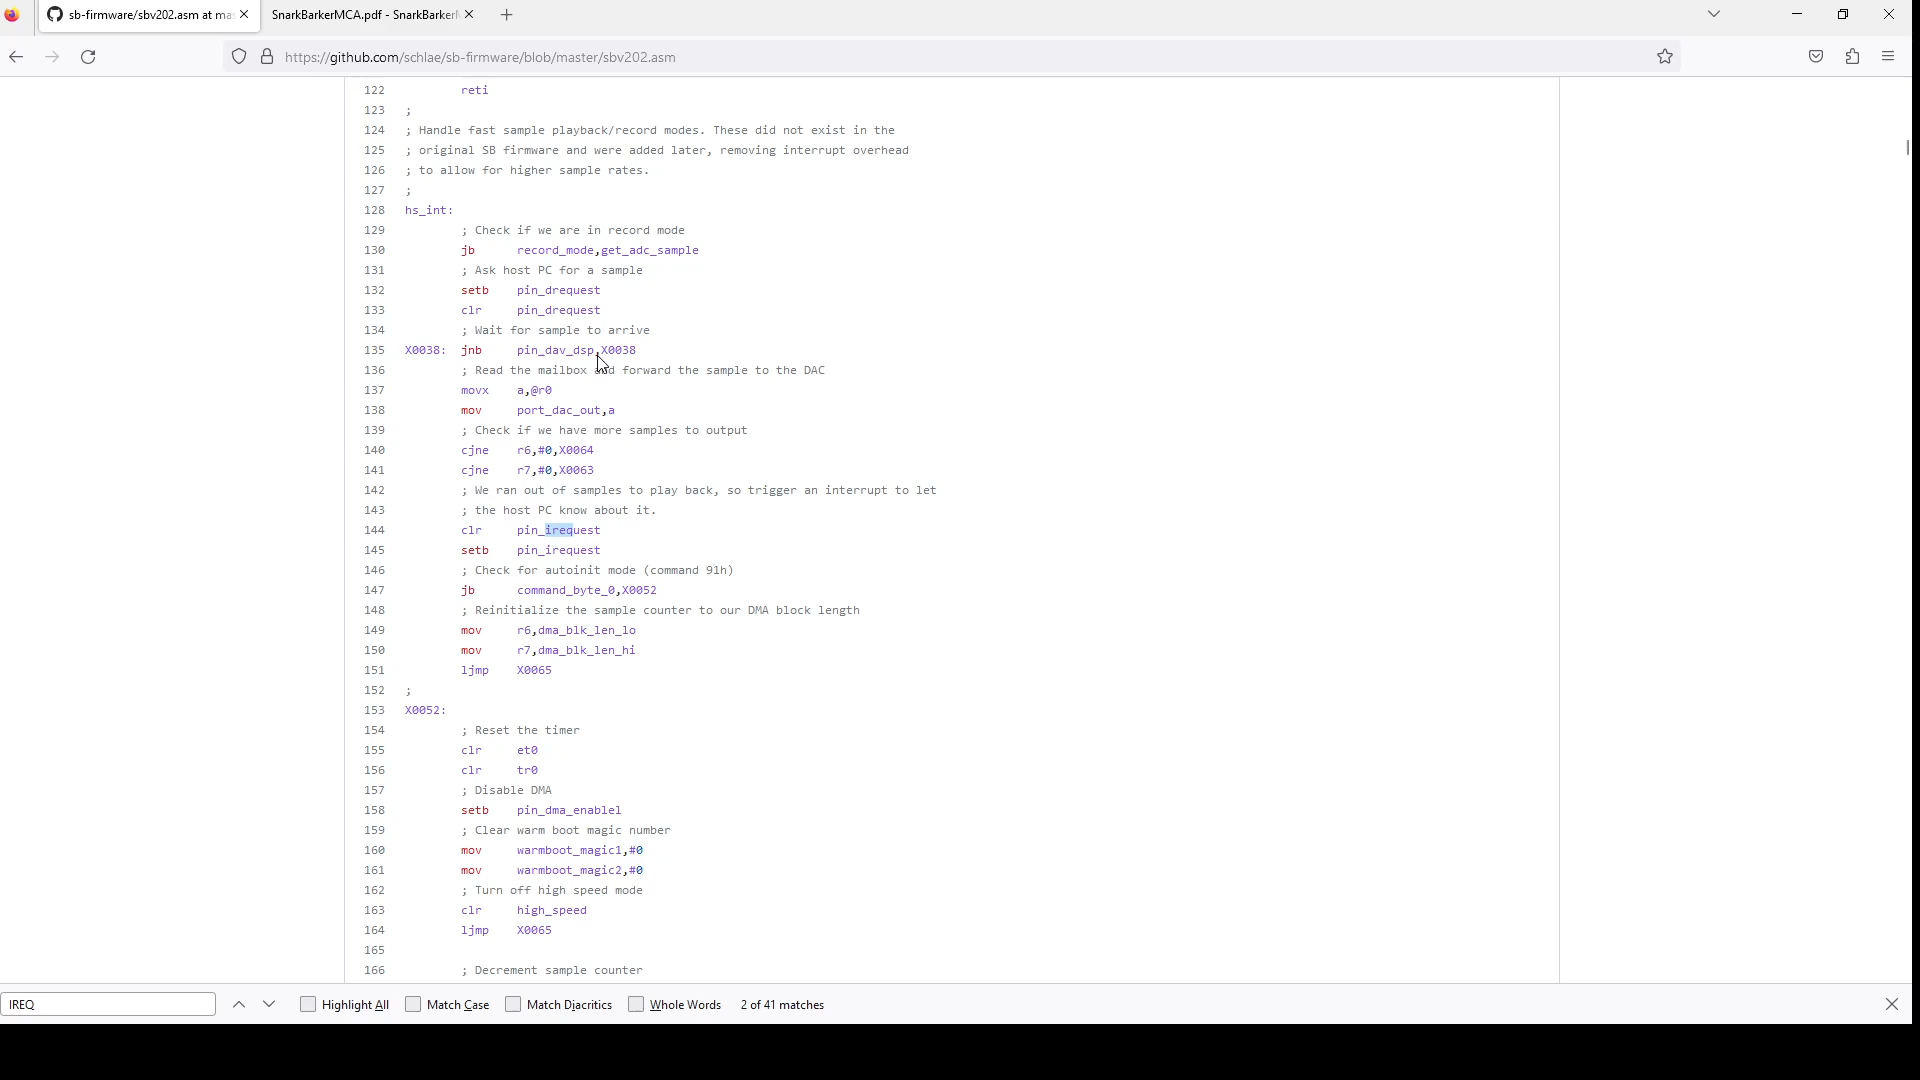 sb-firmware/sbv202.asm at mas
SnarkBarkerMCA.pdf - SnarkBarkerM
https://github.com/schlae/sb-firmware/blob/master/sbv202.asm
122 reti
123 ;
124 ; Handle fast sample playback/record modes. These did not exist in the
125 ; original SB firmware and were added later, removing interrupt overhead
126 ; to allow for higher sample rates.
127 ;
128 hs_int:
129 ; Check if we are in record mode
130 jb record_mode,get_adc_sample
131 ; Ask host PC for a sample
132 setb pin_drequest
133 clr pin_drequest
134 ; Wait for sample to arrive
135 X0038: jnb pin_dav_dsp,X0038
136 ; Read the mailbox and forward the sample to the DAC
137 movx a,@r0
138 mov port_dac_out,a
139 ; Check if we have more samples to output
140 cjne r6,#0,X0064
141 cjne r7,#0,X0063
142 ; We ran out of samples to play back, so trigger an interrupt to let
143 ; the host PC know about it.
144 clr pin_irequest
145 setb pin_irequest
146 ; Check for autoinit mode (command 91h)
147 jb command_byte_0,X0052
148 ; Reinitialize the sample counter to our DMA block length
149 mov r6,dma_blk_len_lo
150 mov r7,dma_blk_len_hi
151 ljmp X0065
152 ;
153 X0052:
154 ; Reset the timer
155 clr et0
156 clr tr0
157 ; Disable DMA
158 setb pin_dma_enablel
159 ; Clear warm boot magic number
160 mov warmboot_magic1,#0
161 mov warmboot_magic2,#0
162 ; Turn off high speed mode
163 clr high_speed
164 ljmp X0065
165
166 ; Decrement sample counter
IREQ Highlight All Match Case Match Diacritics Whole Words 2 of 41 matches